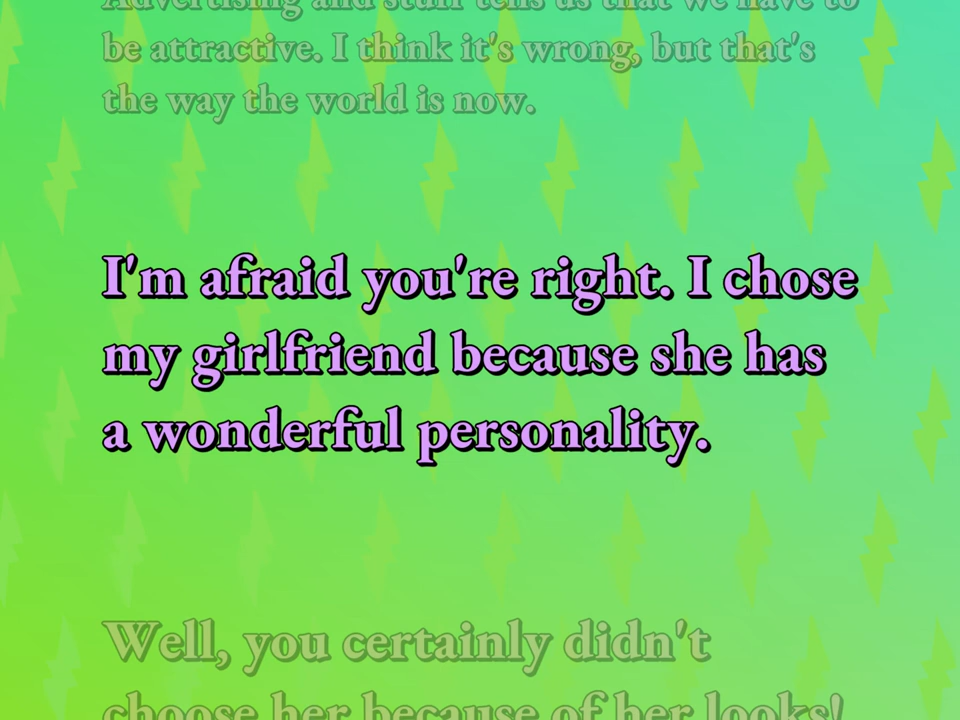 Advertising and stuff tells us that we have to
be attractive. I think it's wrong, but that's
the way the world is now.
I'm afraid you're right. I chose
my girlfriend because she has
a wonderful personality.
Well, you certainly didn't
choose her because of her looks!